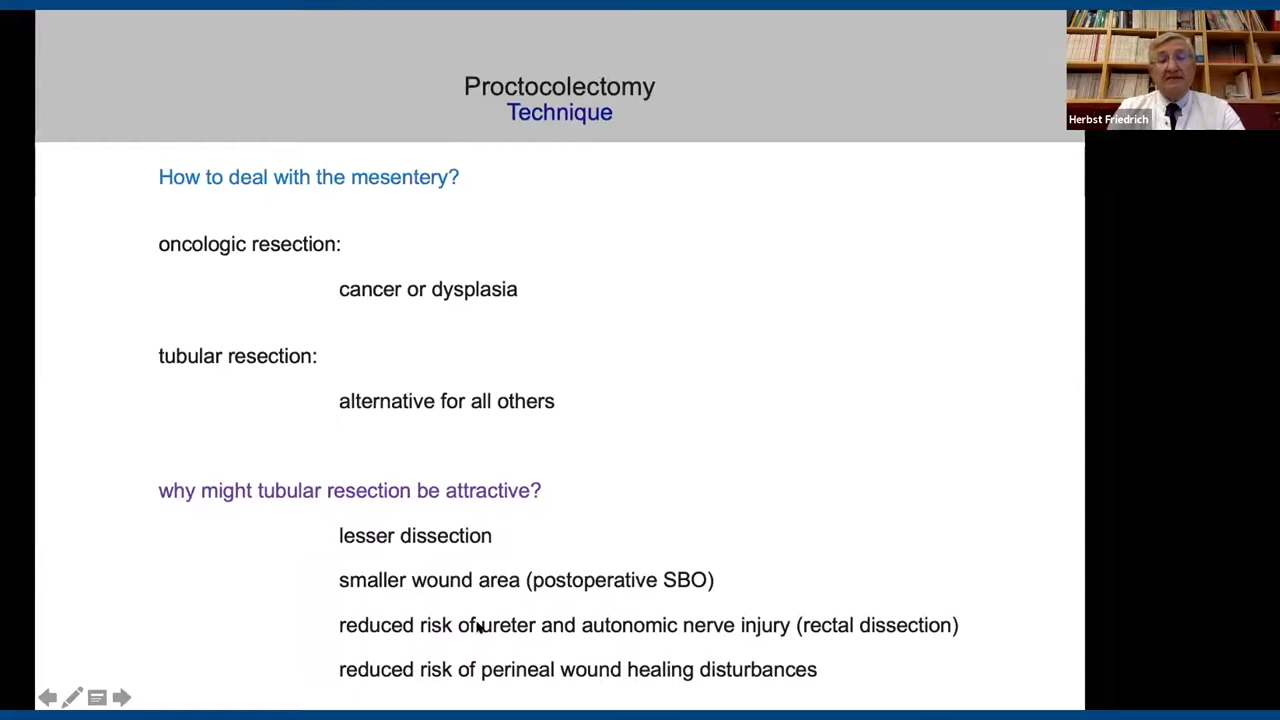 Proctocolectomy
Technique
Herbst Friedrich
How to deal with the mesentery?
oncologic resection:
cancer or dysplasia
tubular resection:
alternative for all others
why might tubular resection be attractive?
lesser dissection
smaller wound area (postoperative SBO)
reduced risk of ureter and autonomic nerve injury (rectal dissection)
reduced risk of perineal wound healing disturbances